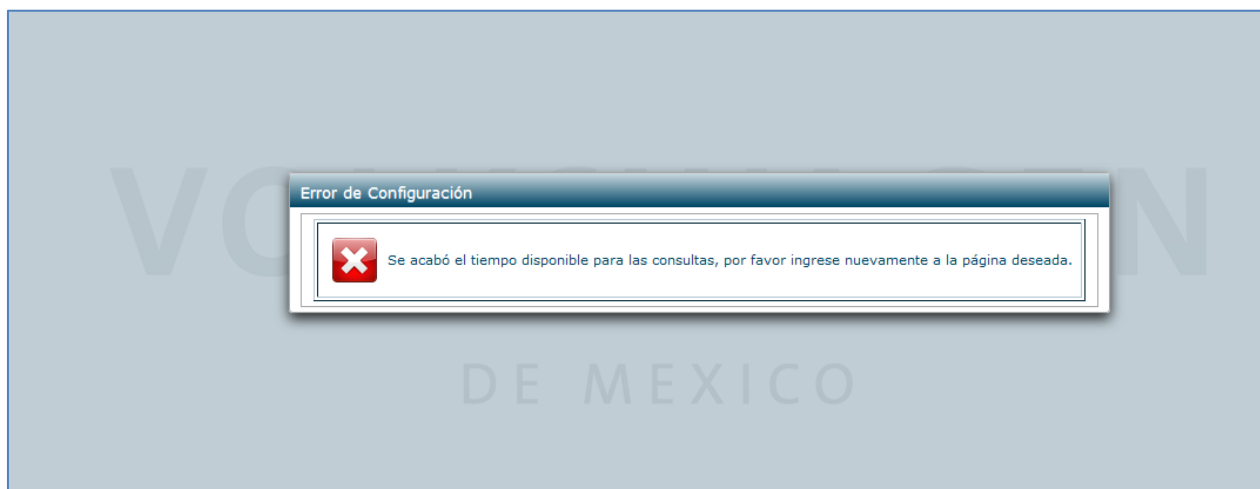 Error de Configuración
Se acabó el tiempo disponible para las consultas, por favor ingrese nuevamente a la página deseada.
DE MEXICO